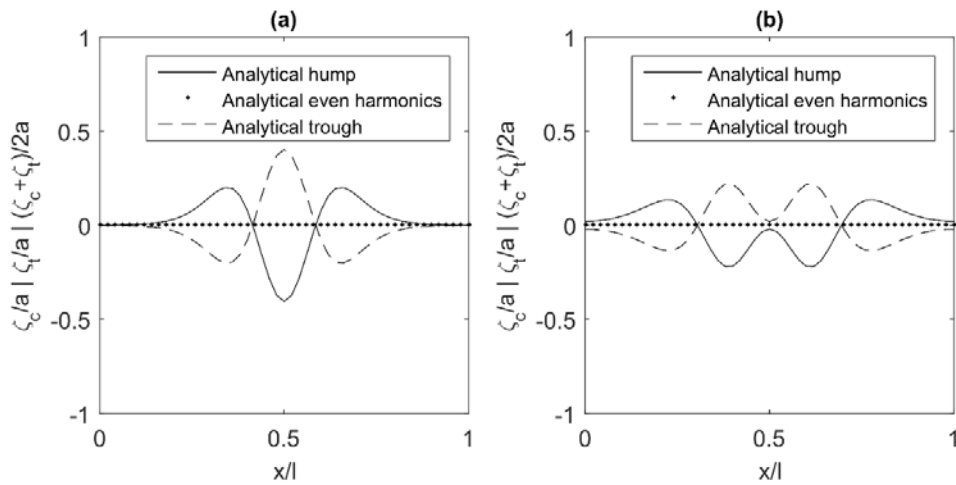 (a)
ζc/a | ζt/a | (ζc+ζt)/2a
1
0.5
0
-0.5
-1
Analytical hump
Analytical even harmonics
Analytical trough
0
0.5
1
x/l
(b)
ζc/a | ζt/a | (ζc+ζt)/2a
1
0.5
0
-0.5
-1
Analytical hump
Analytical even harmonics
Analytical trough
0
0.5
1
x/l